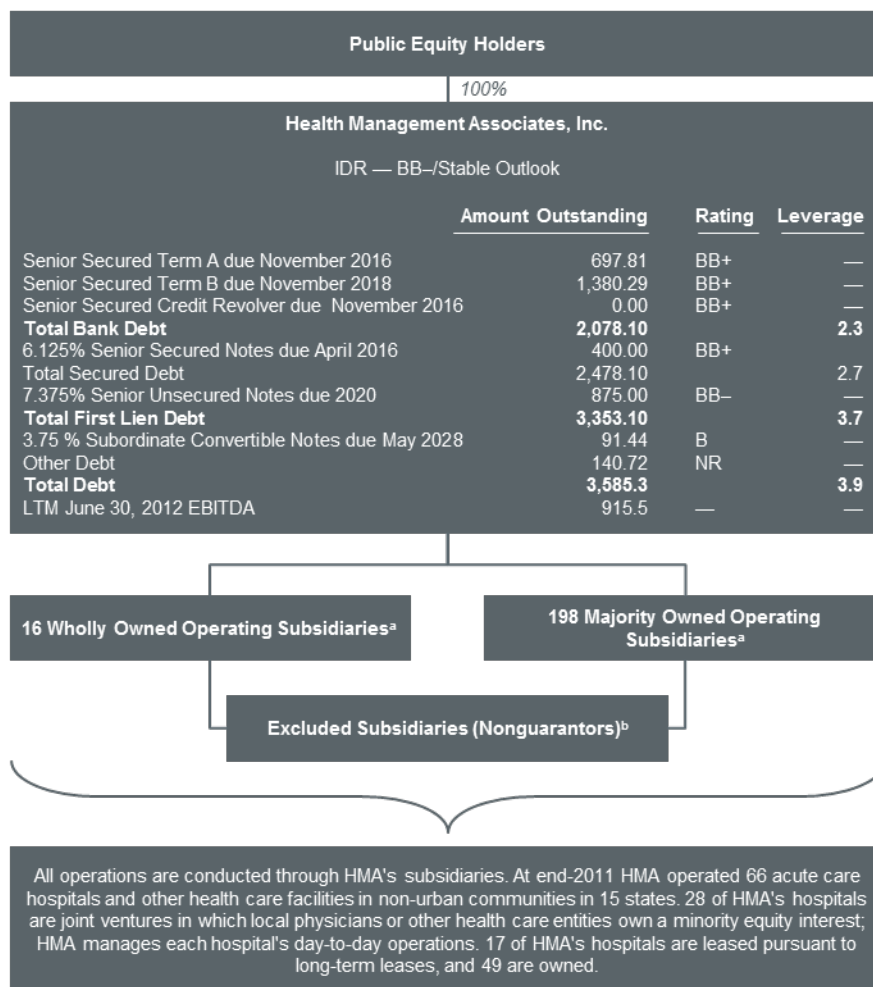 Public Equity Holders
100%
Health Management Associates, Inc.
IDR — BB–/Stable Outlook
Amount Outstanding Rating Leverage
Senior Secured Term A due November 2016 697.81 BB+ —
Senior Secured Term B due November 2018 1,380.29 BB+ —
Senior Secured Credit Revolver due November 2016 0.00 BB+ —
Total Bank Debt 2,078.10 2.3
6.125% Senior Secured Notes due April 2016 400.00 BB+
Total Secured Debt 2,478.10 2.7
7.375% Senior Unsecured Notes due 2020 875.00 BB– —
Total First Lien Debt 3,353.10 3.7
3.75 % Subordinate Convertible Notes due May 2028 91.44 B —
Other Debt 140.72 NR —
Total Debt 3,585.3 3.9
LTM June 30, 2012 EBITDA 915.5 — —
16 Wholly Owned Operating Subsidiariesᵃ
198 Majority Owned Operating
Subsidiariesᵃ
Excluded Subsidiaries (Nonguarantors)ᵇ
All operations are conducted through HMA's subsidiaries. At end-2011 HMA operated 66 acute care
hospitals and other health care facilities in non-urban communities in 15 states. 28 of HMA's hospitals
are joint ventures in which local physicians or other health care entities own a minority equity interest;
HMA manages each hospital's day-to-day operations. 17 of HMA's hospitals are leased pursuant to
long-term leases, and 49 are owned.